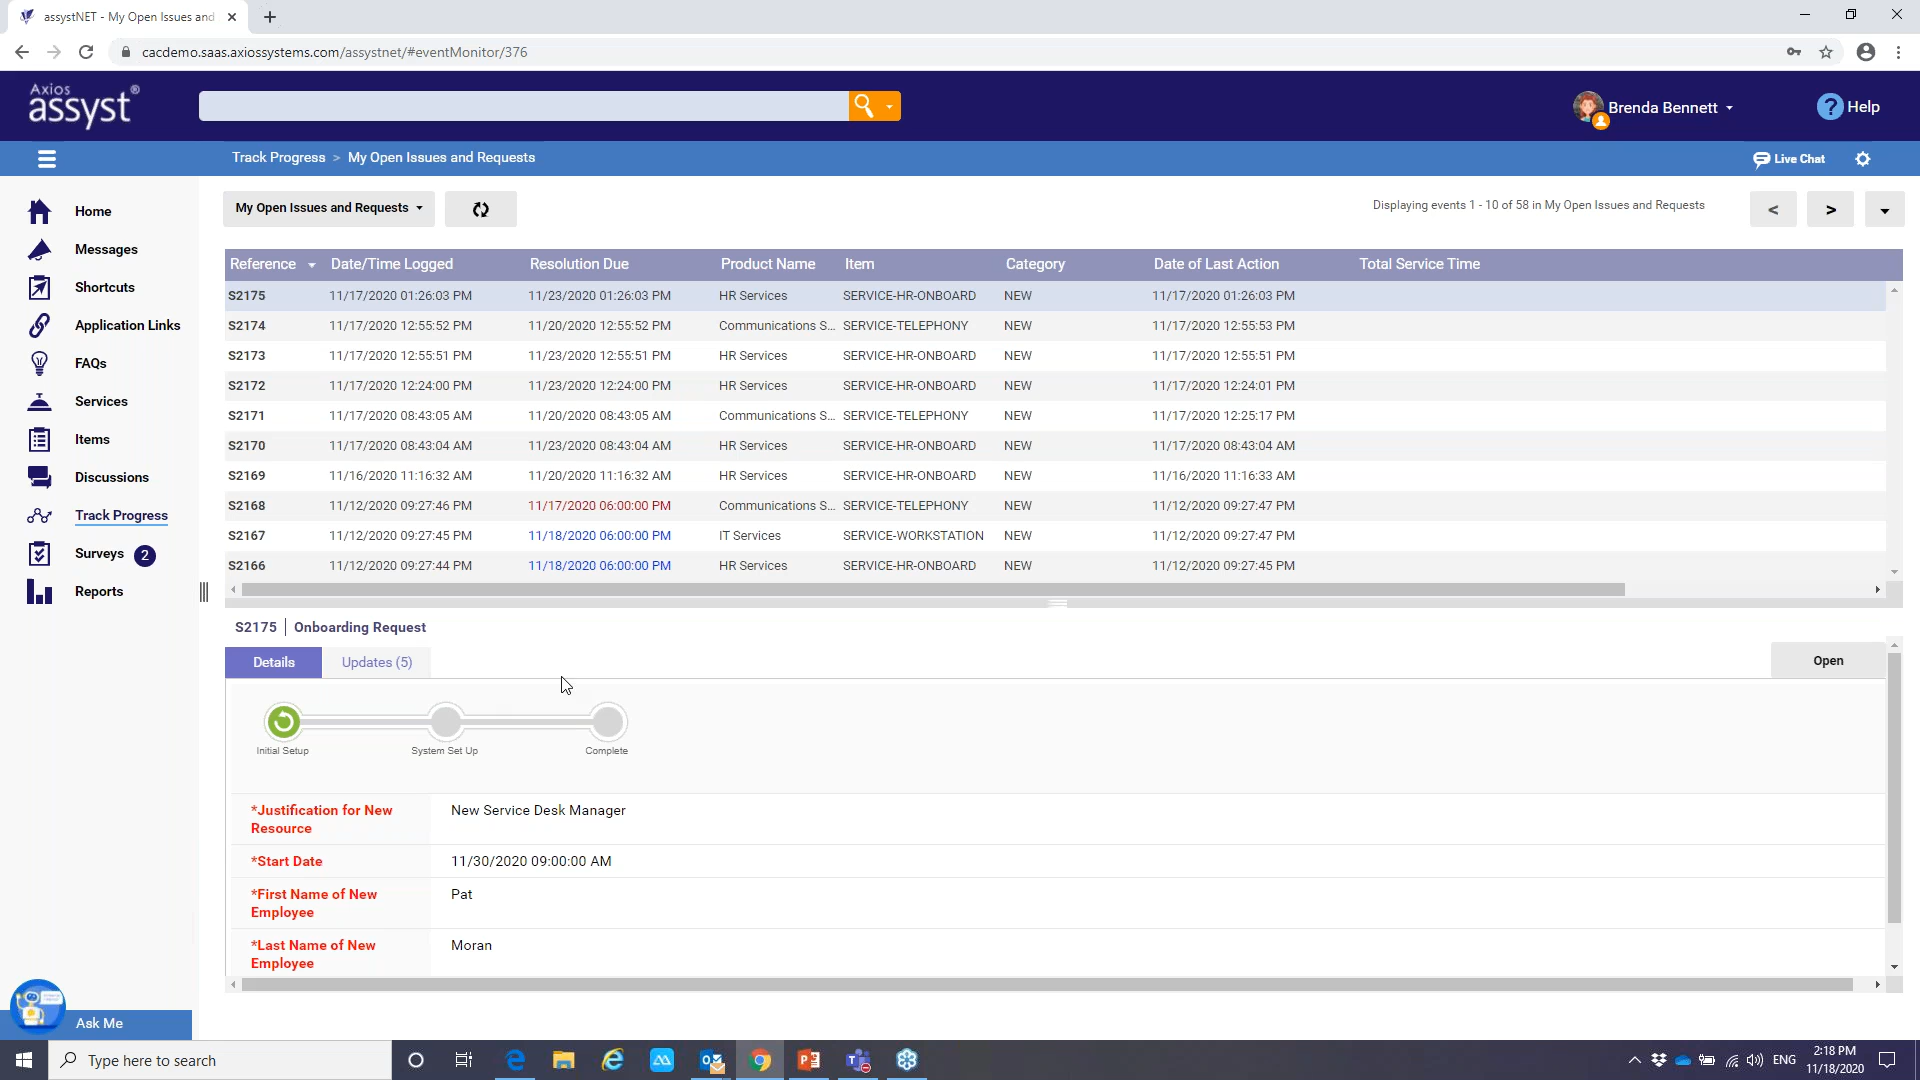 assystNET - My Open Issues and
cacdemo.saas.axiossystems.com/assystnet/#eventMonitor/376
Axios
assyst®
Brenda Bennett
? Help
Track Progress > My Open Issues and Requests
Live Chat
Home
Messages
Shortcuts
Application Links
FAQs
Services
Items
Discussions
Track Progress
Surveys 2
Reports
My Open Issues and Requests
Displaying events 1 - 10 of 58 in My Open Issues and Requests
< >
Reference Date/Time Logged Resolution Due Product Name Item Category Date of Last Action Total Service Time
S2175 11/17/2020 01:26:03 PM 11/23/2020 01:26:03 PM HR Services SERVICE-HR-ONBOARD NEW 11/17/2020 01:26:03 PM
S2174 11/17/2020 12:55:52 PM 11/20/2020 12:55:52 PM Communications S... SERVICE-TELEPHONY NEW 11/17/2020 12:55:53 PM
S2173 11/17/2020 12:55:51 PM 11/23/2020 12:55:51 PM HR Services SERVICE-HR-ONBOARD NEW 11/17/2020 12:55:51 PM
S2172 11/17/2020 12:24:00 PM 11/23/2020 12:24:00 PM HR Services SERVICE-HR-ONBOARD NEW 11/17/2020 12:24:01 PM
S2171 11/17/2020 08:43:05 AM 11/20/2020 08:43:05 AM Communications S... SERVICE-TELEPHONY NEW 11/17/2020 12:25:17 PM
S2170 11/17/2020 08:43:04 AM 11/23/2020 08:43:04 AM HR Services SERVICE-HR-ONBOARD NEW 11/17/2020 08:43:04 AM
S2169 11/16/2020 11:16:32 AM 11/20/2020 11:16:32 AM HR Services SERVICE-HR-ONBOARD NEW 11/16/2020 11:16:33 AM
S2168 11/12/2020 09:27:46 PM 11/17/2020 06:00:00 PM Communications S... SERVICE-TELEPHONY NEW 11/12/2020 09:27:47 PM
S2167 11/12/2020 09:27:45 PM 11/18/2020 06:00:00 PM IT Services SERVICE-WORKSTATION NEW 11/12/2020 09:27:47 PM
S2166 11/12/2020 09:27:44 PM 11/18/2020 06:00:00 PM HR Services SERVICE-HR-ONBOARD NEW 11/12/2020 09:27:45 PM
S2175 | Onboarding Request
Details Updates (5) Open
Initial Setup System Set Up Complete
*Justification for New
Resource
New Service Desk Manager
*Start Date 11/30/2020 09:00:00 AM
*First Name of New
Employee
Pat
*Last Name of New
Employee
Moran
Ask Me
Type here to search
ENG
2:18 PM
11/18/2020